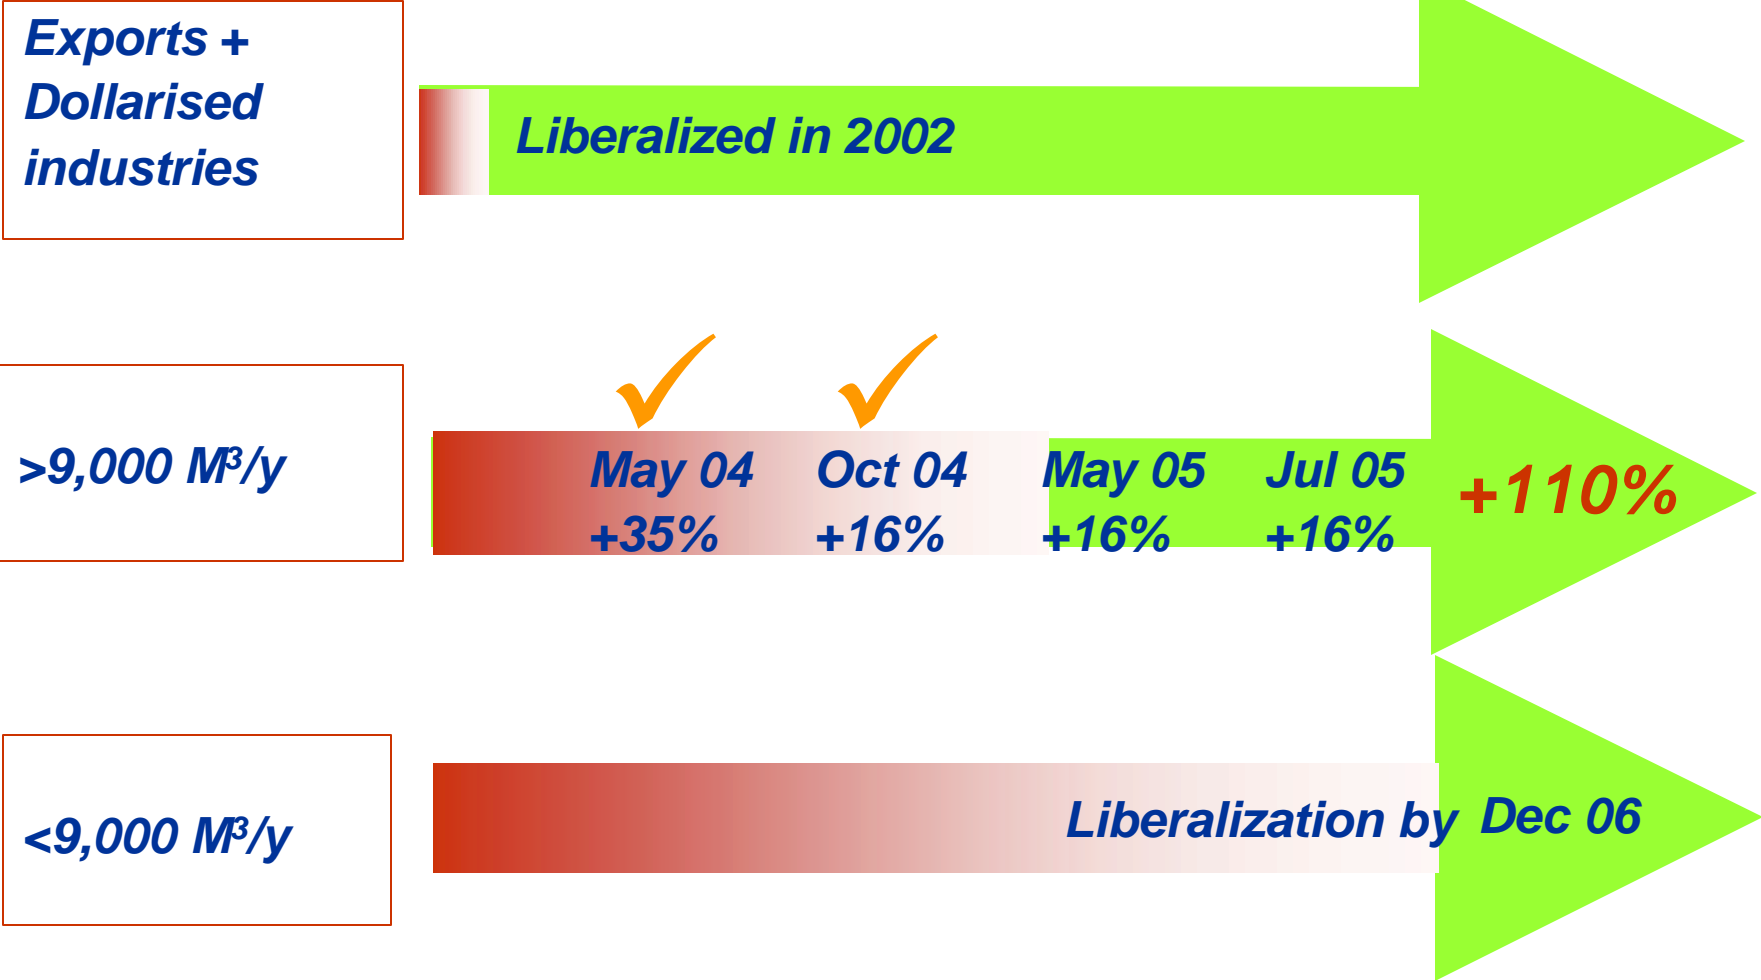 Exports +
Dollarised
industries
Liberalized in 2002
>9,000 M³/y
May 04 Oct 04 May 05 Jul 05
+35% +16% +16% +16%
+110%
<9,000 M³/y
Liberalization by Dec 06